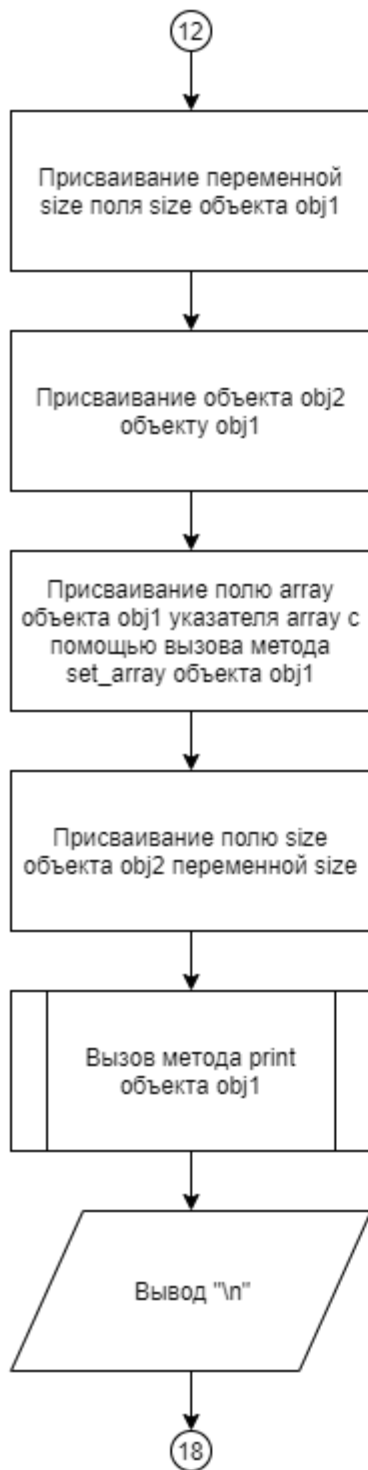 12
Присваивание переменной
size поля size объекта obj1
Присваивание объекта obj2
объекту obj1
Присваивание полю array
объекта obj1 указателя array с
помощью вызова метода
set_array объекта obj1
Присваивание полю size
объекта obj2 переменной size
Вызов метода print
объекта obj1
Вывод "\n"
18